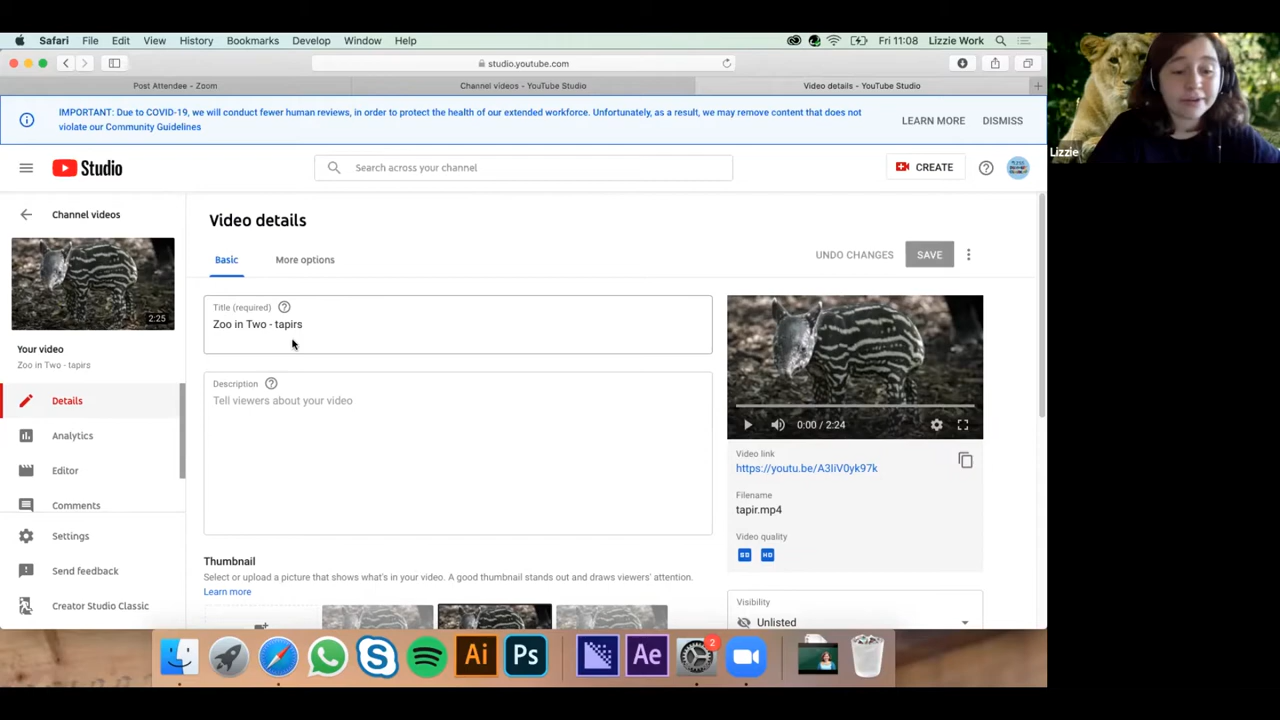 Safari File Edit View History Bookmarks Develop Window Help Fri 11:08 Lizzie Work
studio.youtube.com
Post Attendee - Zoom Channel videos - YouTube Studio Video details - YouTube Studio
IMPORTANT: Due to COVID-19, we will conduct fewer human reviews, in order to protect the health of our extended workforce. Unfortunately, as a result, we may remove content that does not
violate our Community Guidelines
LEARN MORE DISMISS
Lizzie
Studio Search across your channel CREATE
Channel videos
2:25
Your video
Zoo in Two - tapirs
Details
Analytics
Editor
Comments
Settings
Send feedback
Creator Studio Classic
Video details
Basic More options UNDO CHANGES SAVE
Title (required)
Zoo in Two - tapirs
Description
Tell viewers about your video
Thumbnail
Select or upload a picture that shows what's in your video. A good thumbnail stands out and draws viewers' attention.
Learn more
0:00 / 2:24
Video link
https://youtu.be/A3IiV0yk97k
Filename
tapir.mp4
Video quality
SD HD
Visibility
Unlisted
Ai Ps Ae 2